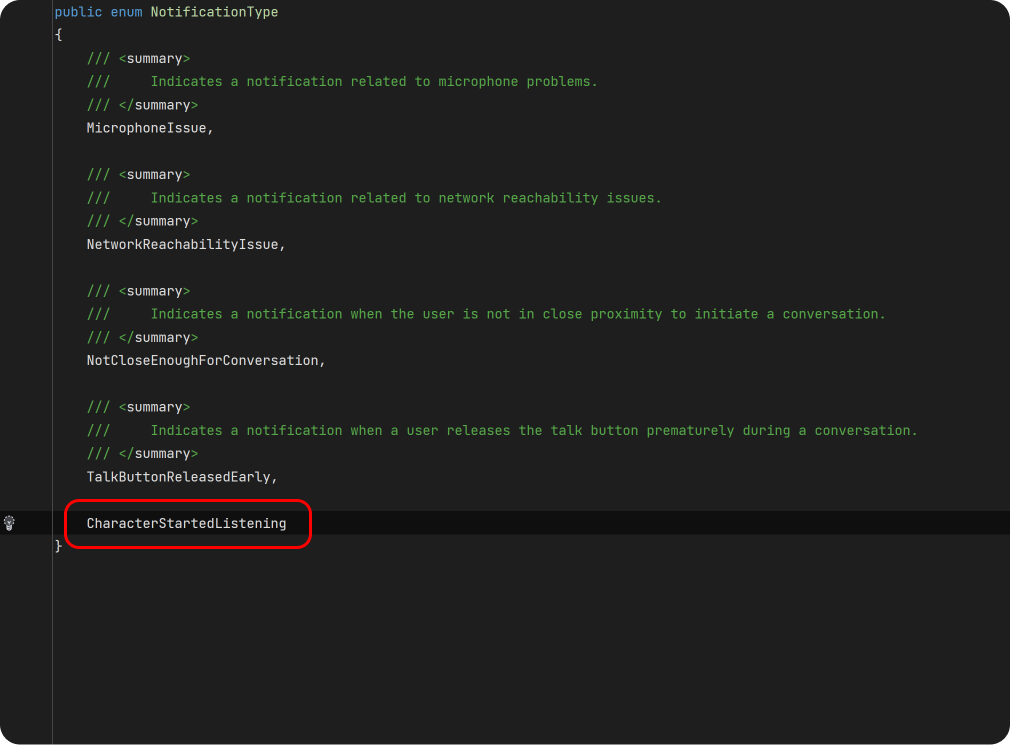 public enum NotificationType
{
/// <summary>
///     Indicates a notification related to microphone problems.
/// </summary>
MicrophoneIssue,
/// <summary>
///     Indicates a notification related to network reachability issues.
/// </summary>
NetworkReachabilityIssue,
/// <summary>
///     Indicates a notification when the user is not in close proximity to initiate a conversation.
/// </summary>
NotCloseEnoughForConversation,
/// <summary>
///     Indicates a notification when a user releases the talk button prematurely during a conversation.
/// </summary>
TalkButtonReleasedEarly,
CharacterStartedListening
}